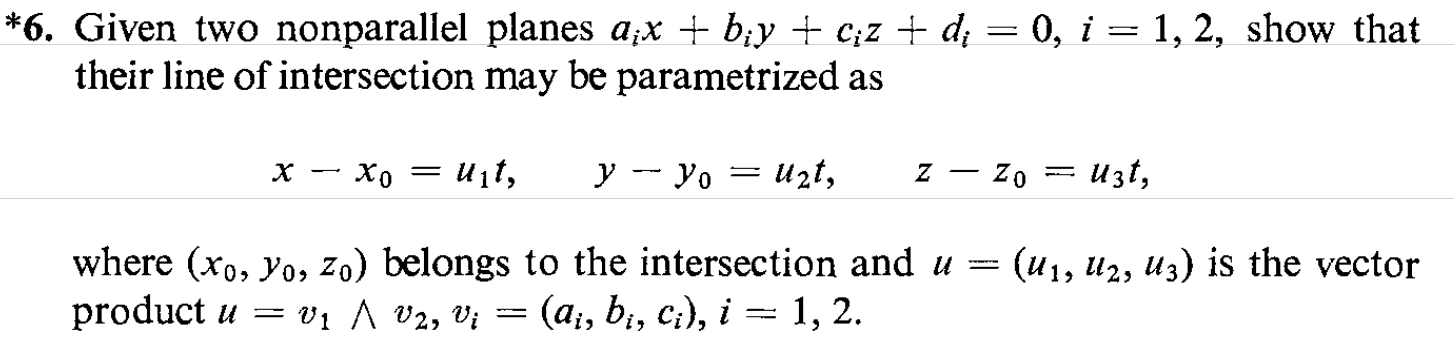 *6. Given two nonparallel planes aᵢx + bᵢy + cᵢz + dᵢ = 0, i = 1, 2, show that
their line of intersection may be parametrized as
x − x₀ = u₁t, y − y₀ = u₂t, z − z₀ = u₃t,
where (x₀, y₀, z₀) belongs to the intersection and u = (u₁, u₂, u₃) is the vector
product u = v₁ ∧ v₂, vᵢ = (aᵢ, bᵢ, cᵢ), i = 1, 2.